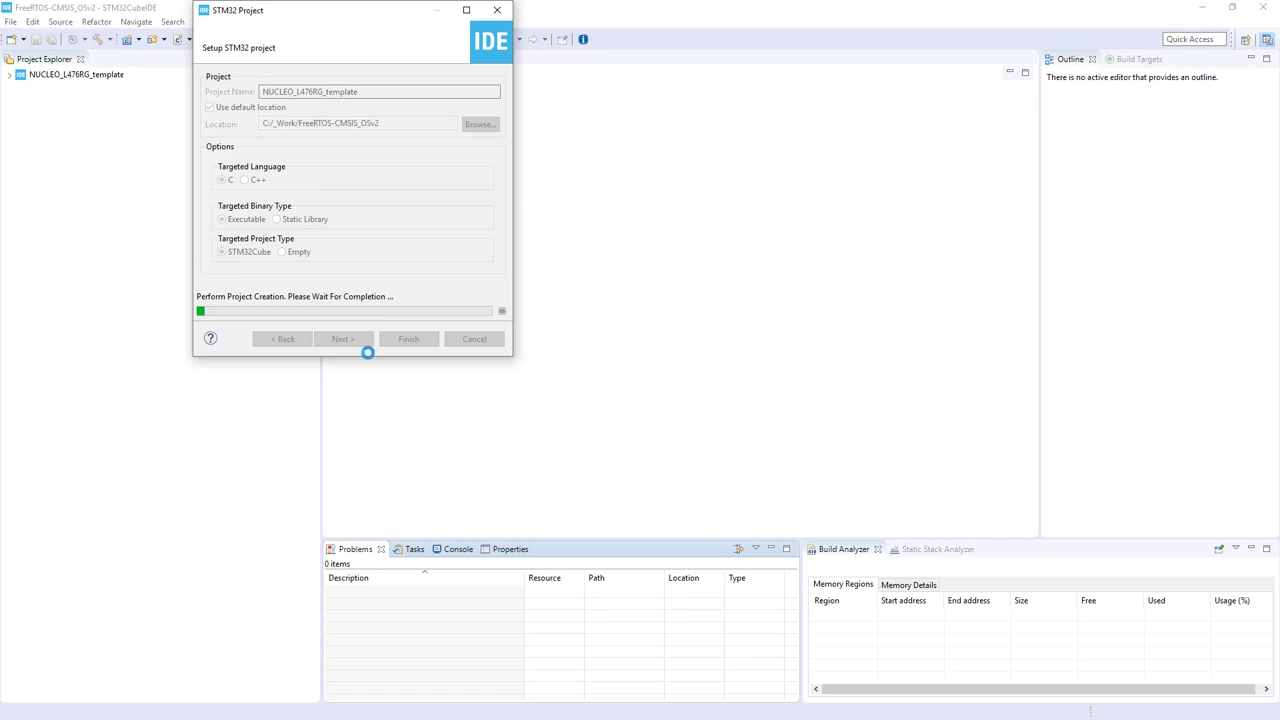 IDE FreeRTOS-CMSIS_OSv2 - STM32CubeIDE
File Edit Source Refactor Navigate Search
Quick Access
Project Explorer
IDE NUCLEO_L476RG_template
IDE STM32 Project
Setup STM32 project
IDE
Project
Project Name: NUCLEO_L476RG_template
Use default location
Location: C:/_Work/FreeRTOS-CMSIS_OSv2 Browse...
Options
Targeted Language
C C++
Targeted Binary Type
Executable Static Library
Targeted Project Type
STM32Cube Empty
Perform Project Creation. Please Wait For Completion ...
? < Back Next > Finish Cancel
Outline Build Targets
There is no active editor that provides an outline.
Problems Tasks Console Properties
0 items
Description Resource Path Location Type
Build Analyzer Static Stack Analyzer
Memory Regions Memory Details
Region Start address End address Size Free Used Usage (%)